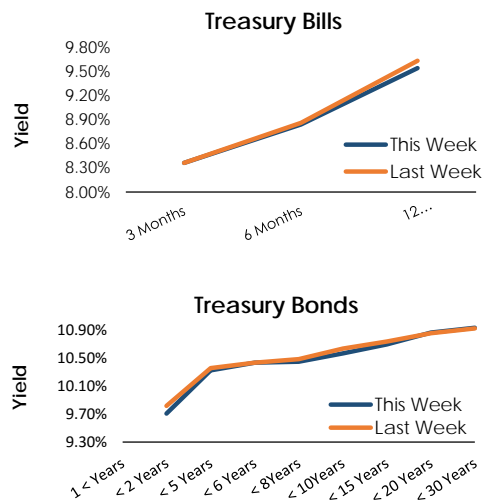 Treasury Bills
Yield
9.80%
9.50%
9.20%
8.90%
8.60%
8.30%
8.00%
This Week
Last Week
3 Months
6 Months
12...
Treasury Bonds
Yield
10.90%
10.50%
10.10%
9.70%
9.30%
This Week
Last Week
1 < Years
< 2 Years
< 5 Years
< 6 Years
< 8Years
< 10Years
< 15 Years
< 20 Years
< 30 Years